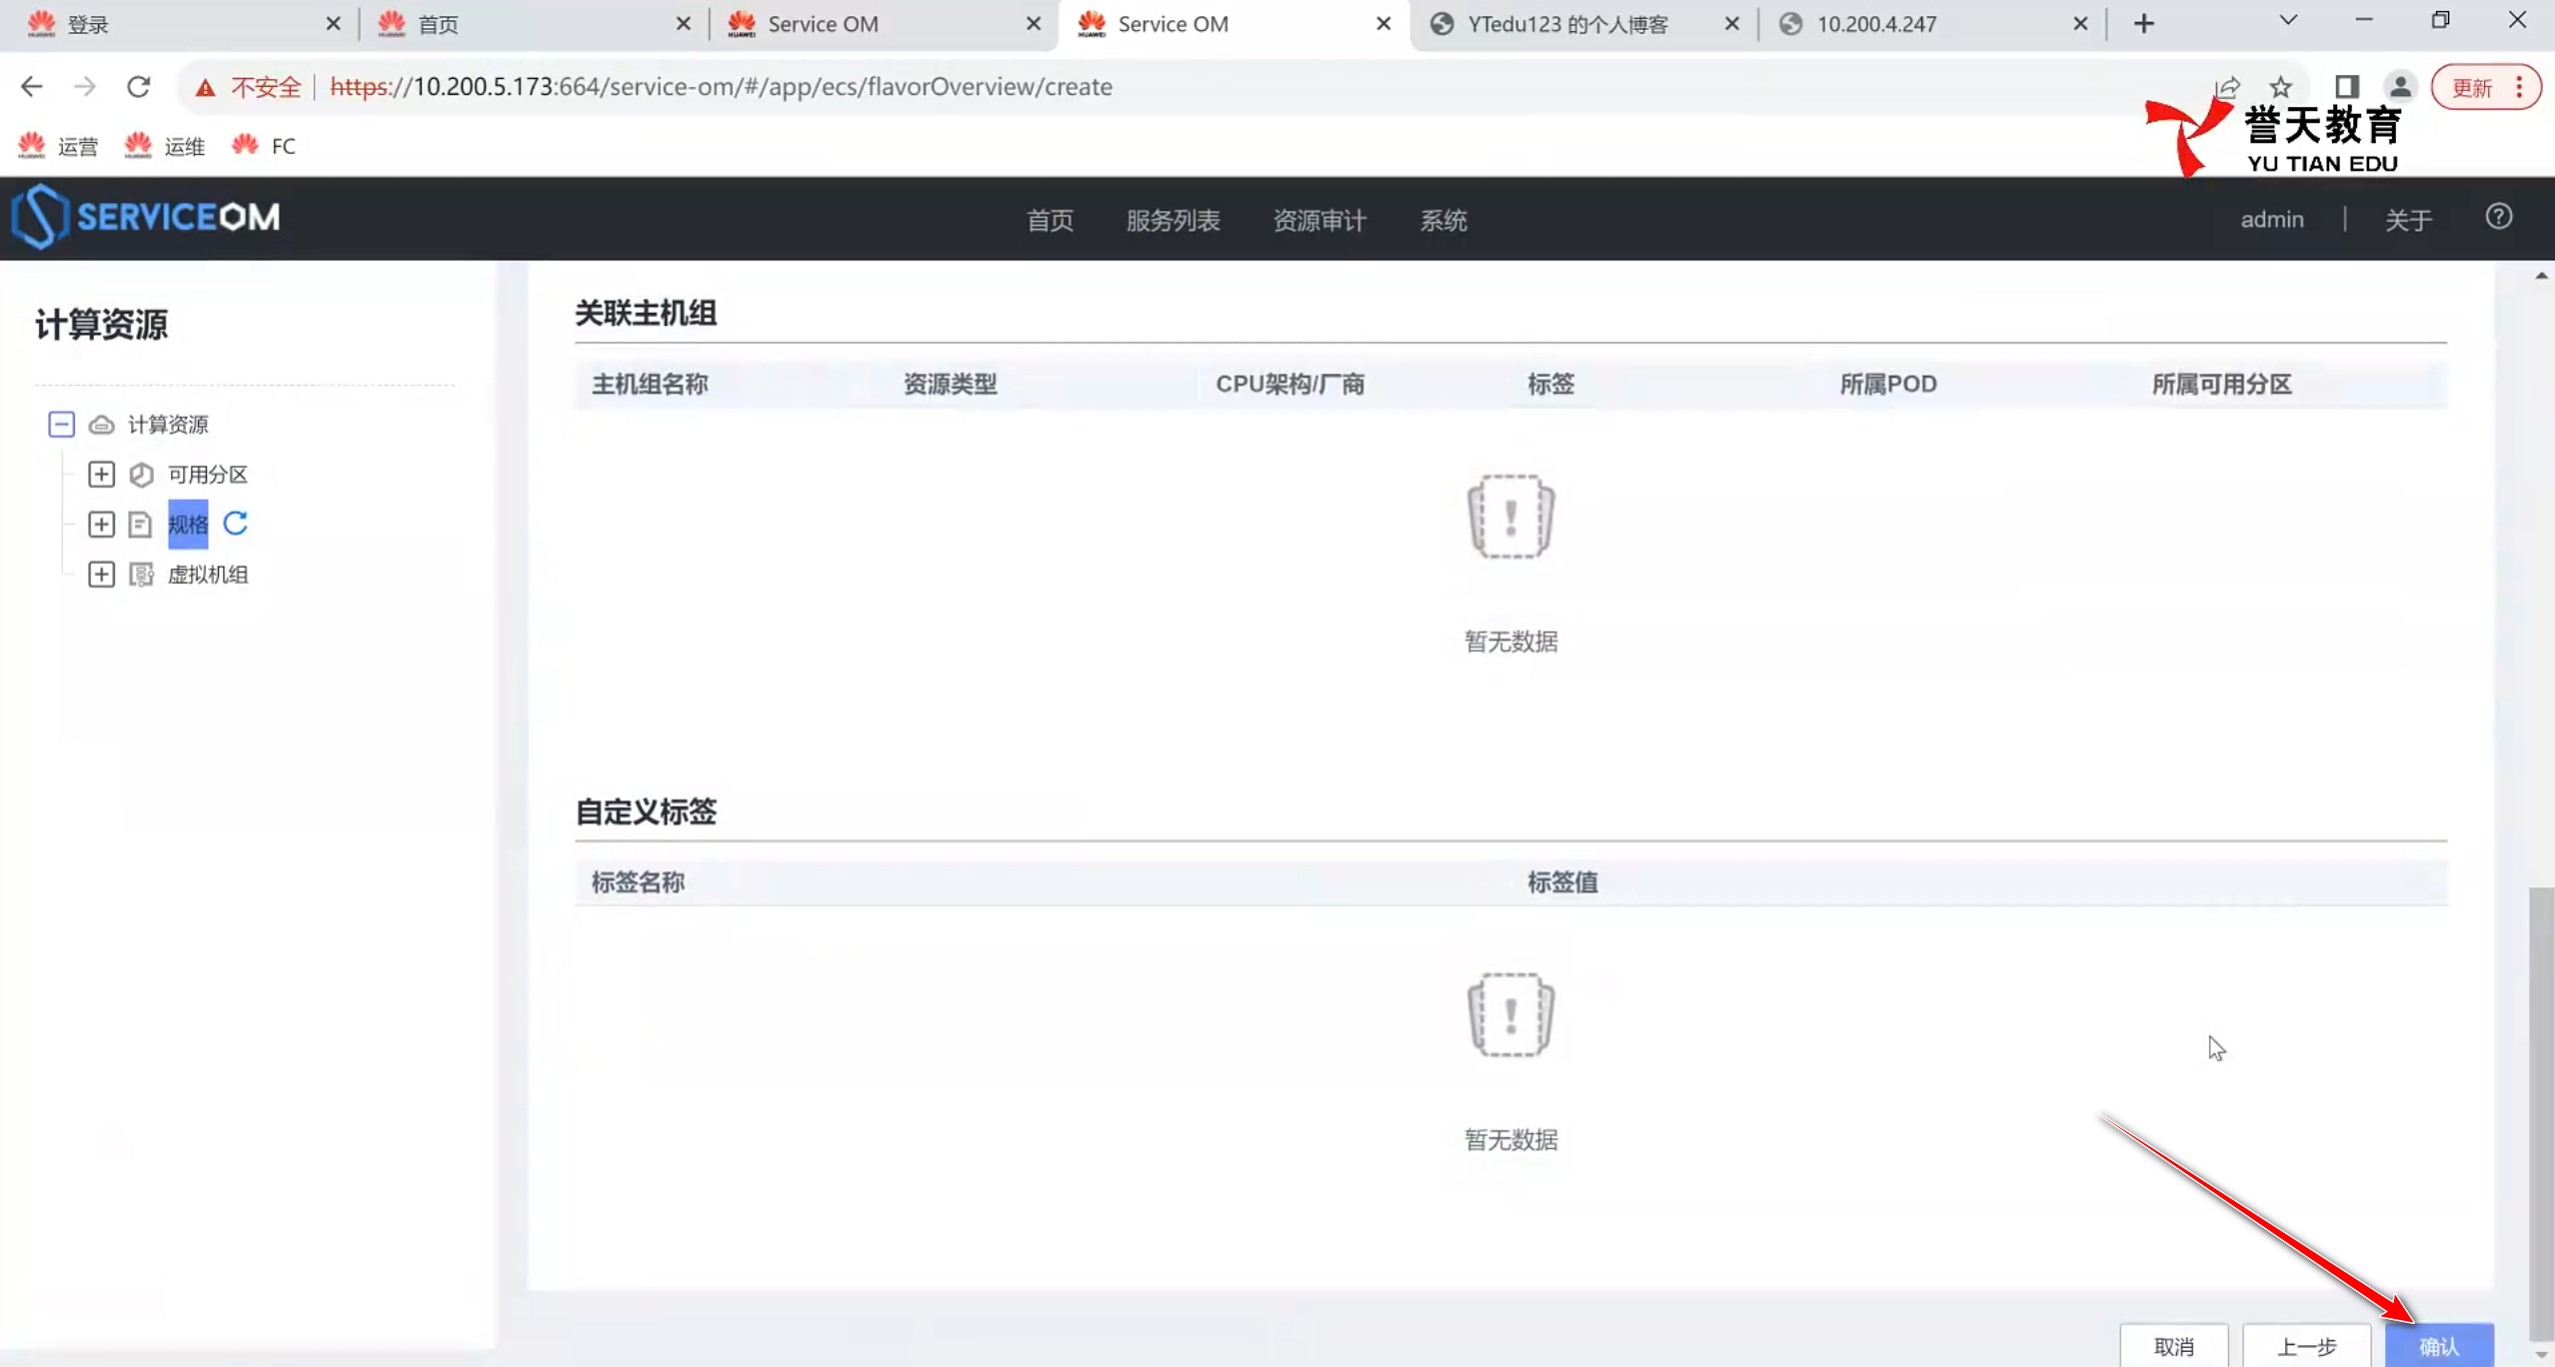 登录
首页
Service OM
Service OM
YTedu123 的个人博客
10.200.4.247
不安全
https://10.200.5.173:664/service-om/#/app/ecs/flavorOverview/create
更新
运营
运维
FC
誉天教育
YU TIAN EDU
SERVICEOM
首页
服务列表
资源审计
系统
admin
关于
计算资源
计算资源
可用分区
规格
虚拟机组
关联主机组
主机组名称
资源类型
CPU架构/厂商
标签
所属POD
所属可用分区
暂无数据
自定义标签
标签名称
标签值
暂无数据
取消
上一步
确认